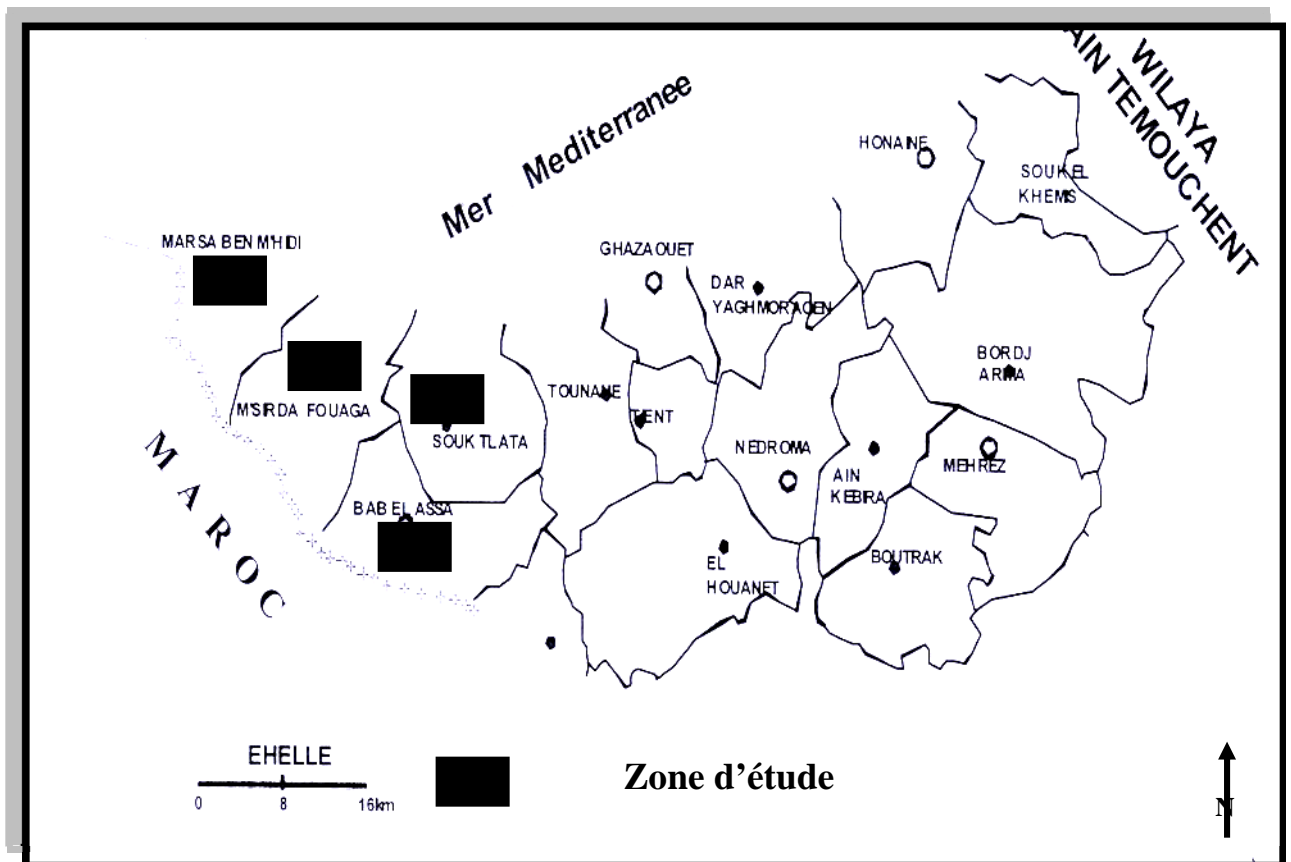 WILAYA
AIN TEMOUCHENT
Mer Mediterranee
HONAINE
SOUK EL
KHEMS
MARSA BEN M'HIDI
GHAZAOUET
DAR
YAGHMORACEN
BORDJ
ARIMA
TOUNANE
TIENT
M'SIRDA FOUAGA
SOUK TLATA
NEDROMA
MEHREZ
AIN
KEBIRA
BAB EL ASSA
BOUTRAK
EL
HOUANET
MAROC
EHELLE
0 8 16km
Zone d'étude
N